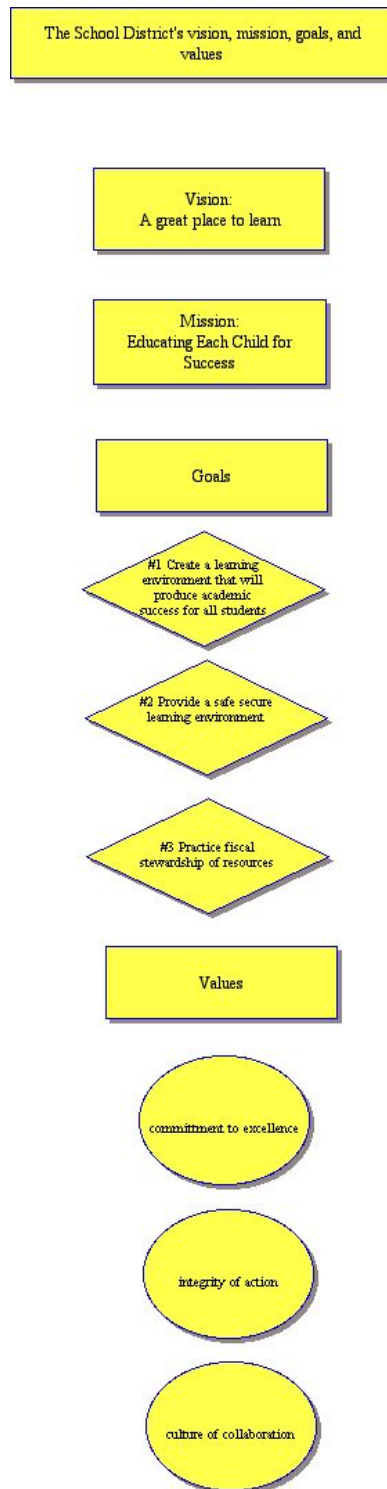 The School District's vision, mission, goals, and
values
Vision:
A great place to learn
Mission:
Educating Each Child for
Success
Goals
#1 Create a learning
environment that will
produce academic
success for all students
#2 Provide a safe secure
learning environment
#3 Practice fiscal
stewardship of resources
Values
committment to excellence
integrity of action
culture of collaboration